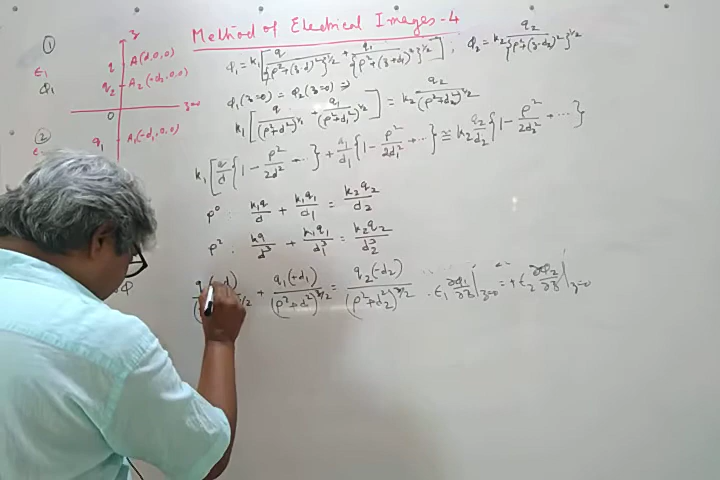 Method of Electrical Images - 4
①
z
q A(d,0,0)
ϵ₁
q₂ A₂(+d₂,0,0)
Φ₁
0 z=0
②
q₁ A₁(-d₁,0,0)
Φ₁ = k₁[q/{ρ²+(z-d)²}^1/2 + q₁/{ρ²+(z+d₁)²}^1/2] ; Φ₂ = k₂ q₂/{ρ²+(z-d₂)²}^1/2
Φ₁(z=0) = Φ₂(z=0) ⇒
k₁[q/(ρ²+d²)^1/2 + q₁/(ρ²+d₁²)^1/2] = k₂ q₂/(ρ²+d₂²)^1/2
k₁[q/d {1 - ρ²/2d² ...} + q₁/d₁ {1 - ρ²/2d₁² + ...}] ≅ k₂ q₂/d₂ {1 - ρ²/2d₂² + ...}
ρ⁰ : k₁q/d + k₁q₁/d₁ = k₂q₂/d₂
ρ² : kq/d³ + k₁q₁/d₁³ = k₂q₂/d₂³
q(-d)/( )^3/2 + q₁(+d₁)/(ρ²+d₁²)^3/2 = q₂(-d₂)/(ρ²+d₂²)^3/2 . ϵ₁ ∂Φ₁/∂z|z=0 = + ϵ₂ ∂Φ₂/∂z|z=0
Φ